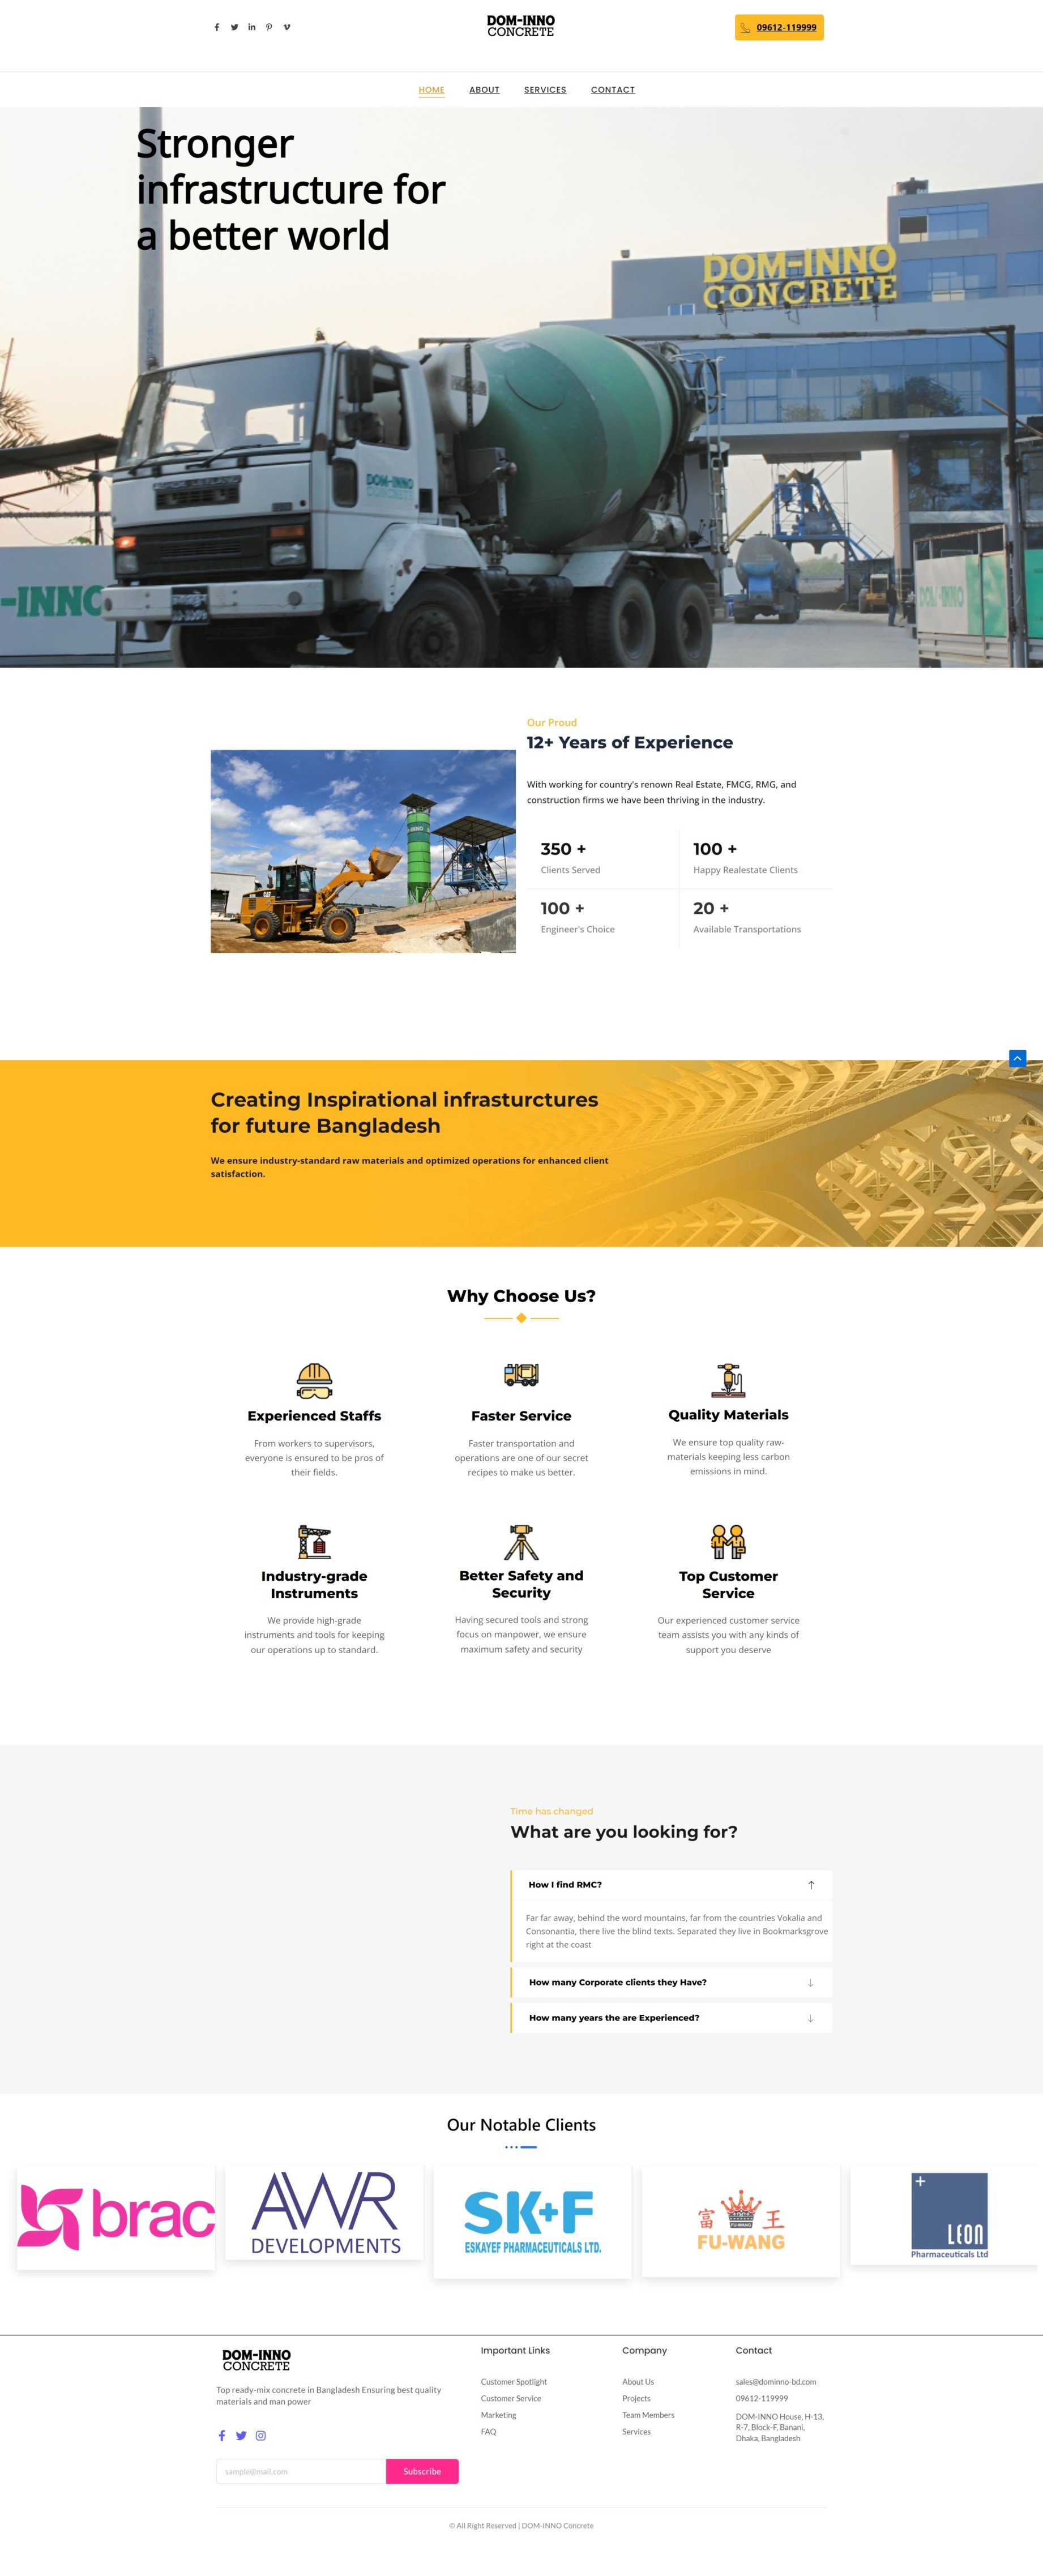 DOM-INNO
CONCRETE
09612-119999
HOME ABOUT SERVICES CONTACT
Stronger
infrastructure for
a better world
DOM-INNO
CONCRETE
DOM-INNO
-INNO
DOM-INNO
Our Proud
12+ Years of Experience
With working for country's renown Real Estate, FMCG, RMG, and
construction firms we have been thriving in the industry.
350 +
Clients Served
100 +
Happy Realestate Clients
100 +
Engineer's Choice
20 +
Available Transportations
CAT
Creating Inspirational infrasturctures
for future Bangladesh
We ensure industry-standard raw materials and optimized operations for enhanced client
satisfaction.
Why Choose Us?
Experienced Staffs
From workers to supervisors,
everyone is ensured to be pros of
their fields.
Faster Service
Faster transportation and
operations are one of our secret
recipes to make us better.
Quality Materials
We ensure top quality raw-
materials keeping less carbon
emissions in mind.
Industry-grade
Instruments
We provide high-grade
instruments and tools for keeping
our operations up to standard.
Better Safety and
Security
Having secured tools and strong
focus on manpower, we ensure
maximum safety and security
Top Customer
Service
Our experienced customer service
team assists you with any kinds of
support you deserve
Time has changed
What are you looking for?
How I find RMC?
Far far away, behind the word mountains, far from the countries Vokalia and
Consonantia, there live the blind texts. Separated they live in Bookmarksgrove
right at the coast
How many Corporate clients they Have?
How many years the are Experienced?
Our Notable Clients
brac
AWR
DEVELOPMENTS
SK+F
ESKAYEF PHARMACEUTICALS LTD.
富 FU-WANG 王
FU-WANG
LEON
Pharmaceuticals Ltd
DOM-INNO
CONCRETE
Top ready-mix concrete in Bangladesh Ensuring best quality
materials and man power
sample@mail.com
Subscribe
Important Links
Customer Spotlight
Customer Service
Marketing
FAQ
Company
About Us
Projects
Team Members
Services
Contact
sales@dominno-bd.com
09612-119999
DOM-INNO House, H-13,
R-7, Block-F, Banani,
Dhaka, Bangladesh
© All Right Reserved | DOM-INNO Concrete